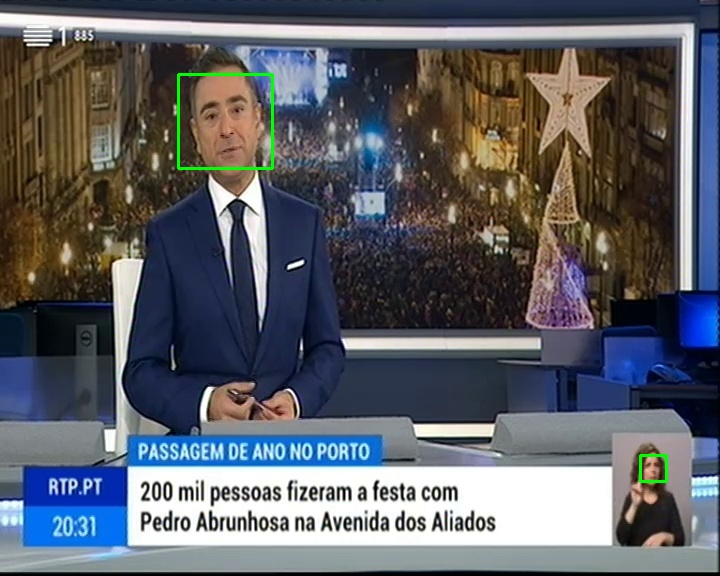 1 885
PASSAGEM DE ANO NO PORTO
RTP.PT
200 mil pessoas fizeram a festa com
20:31
Pedro Abrunhosa na Avenida dos Aliados
DELL